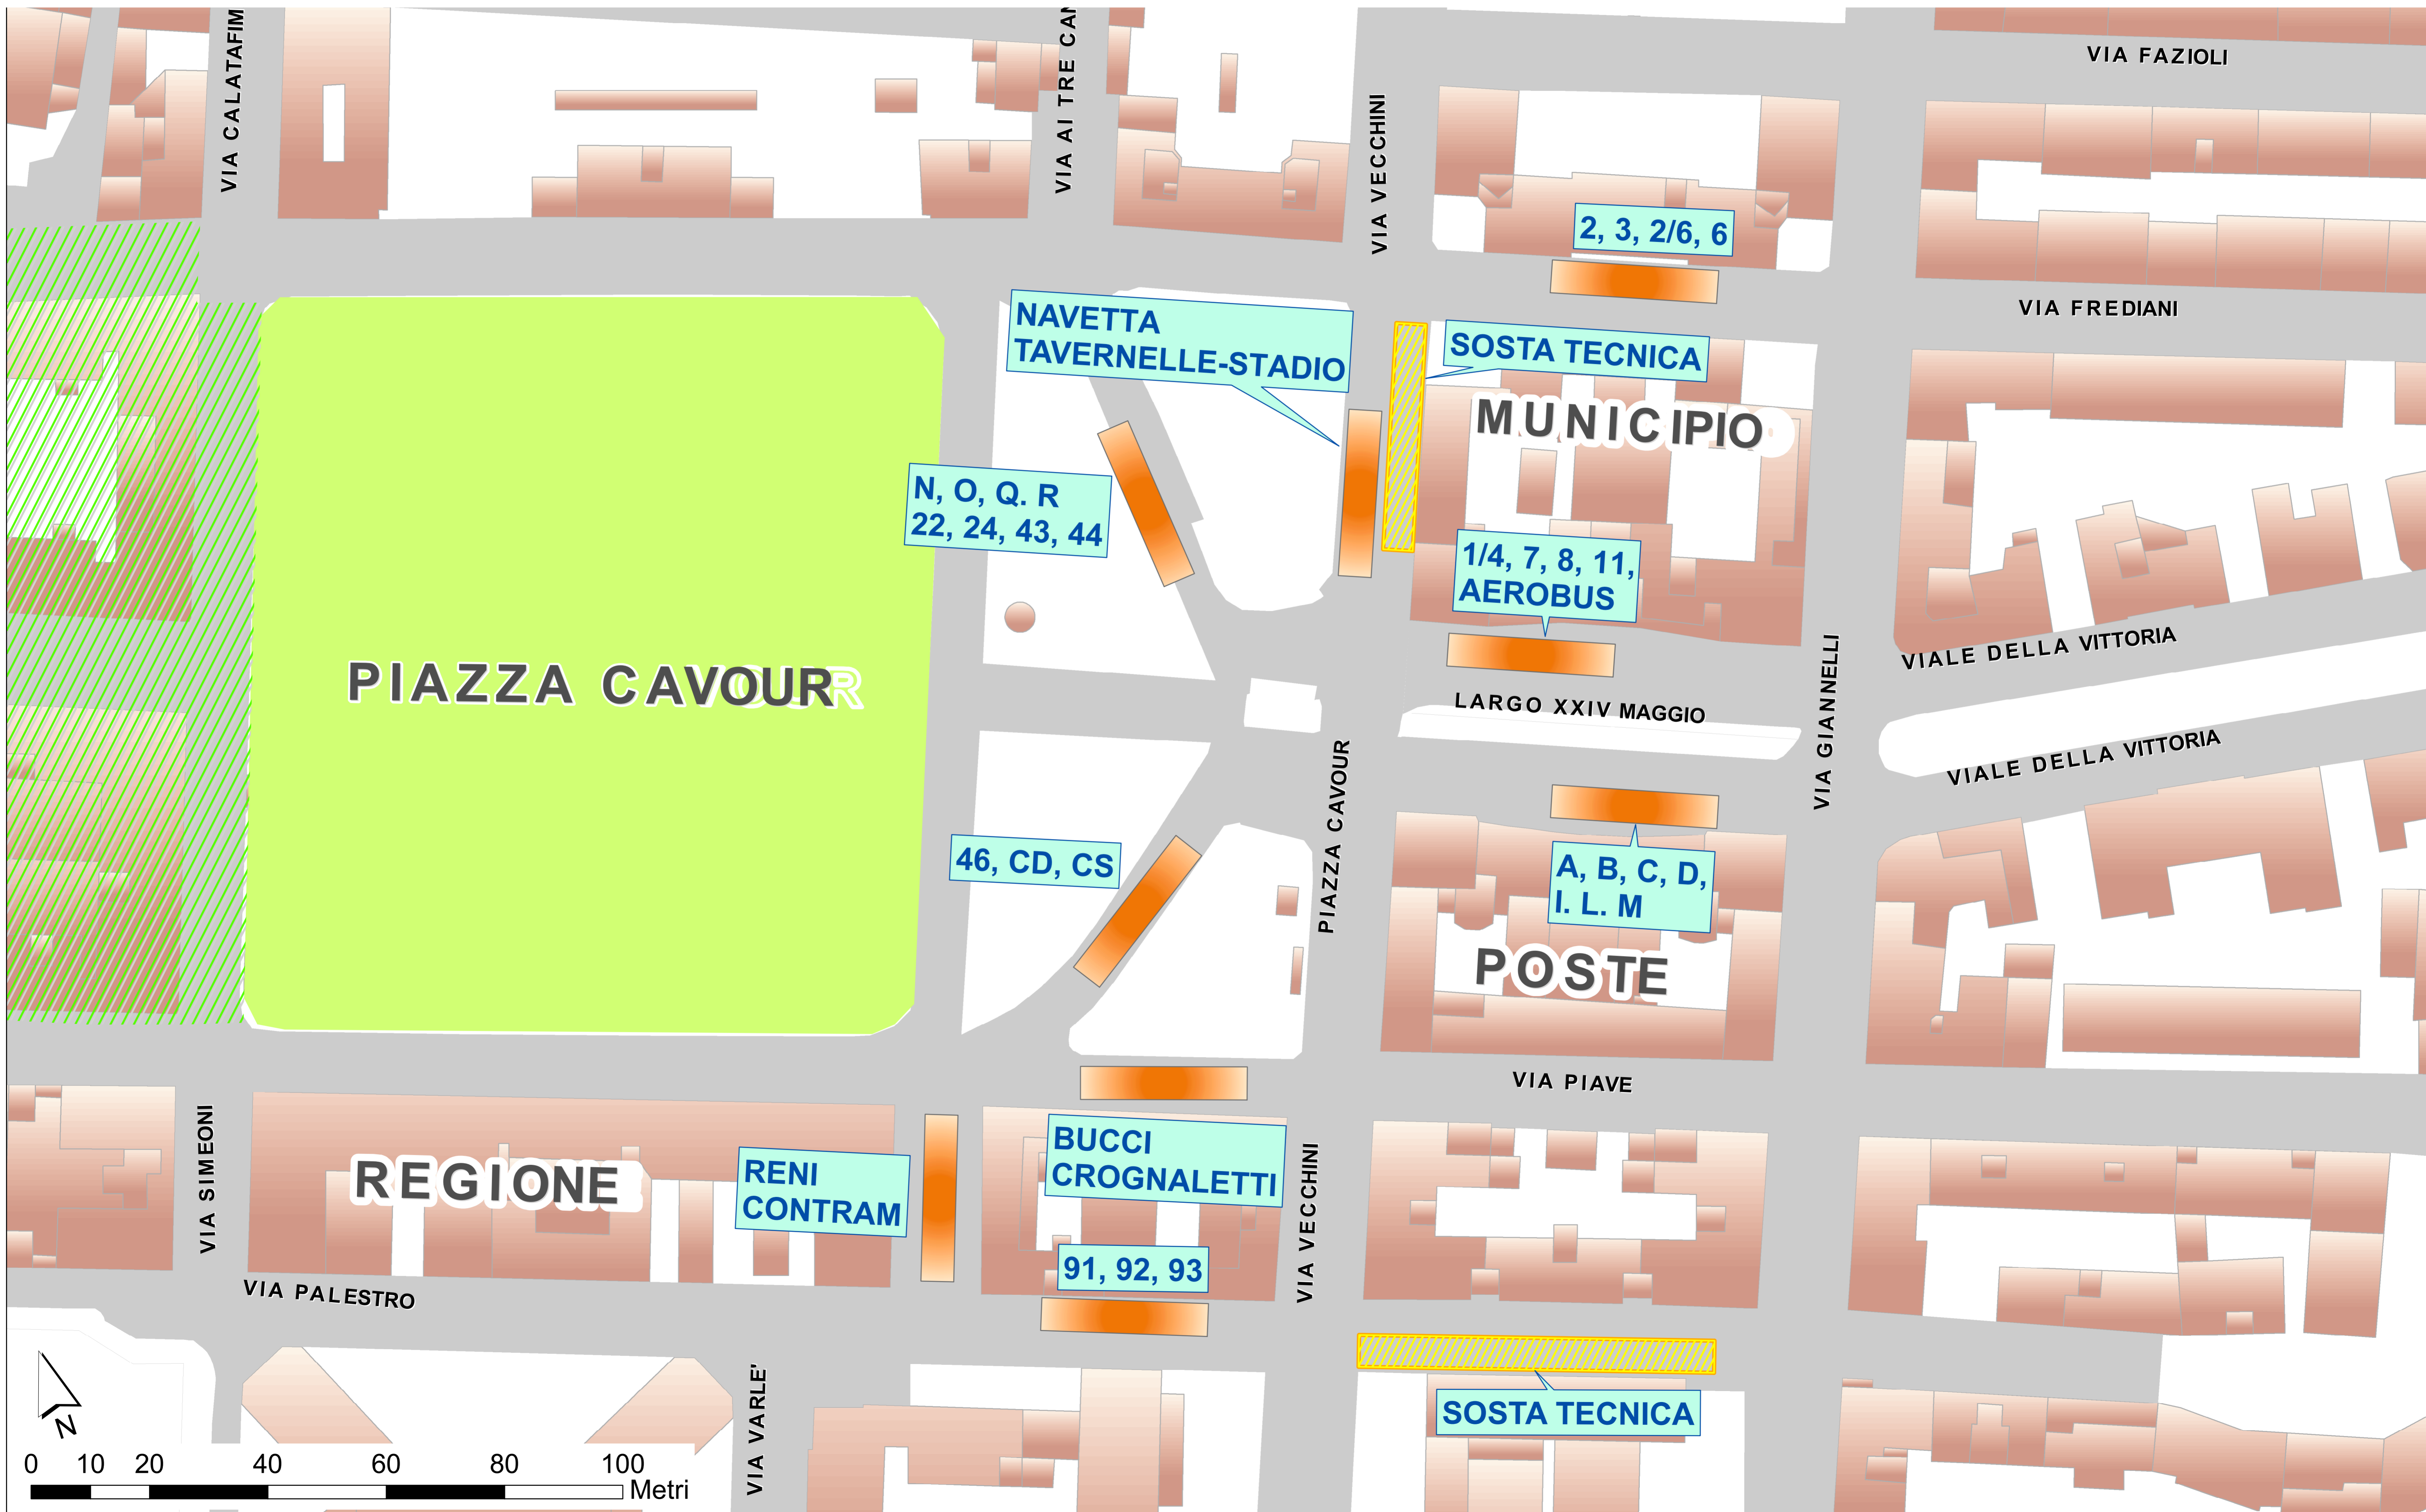 VIA CALATAFIM
VIA AI TRE CAN
VIA VECCHINI
VIA FAZIOLI
2, 3, 2/6, 6
VIA FREDIANI
NAVETTA
TAVERNELLE-STADIO
SOSTA TECNICA
MUNICIPIO
N, O, Q. R
22, 24, 43, 44
1/4, 7, 8, 11,
AEROBUS
VIALE DELLA VITTORIA
PIAZZA CAVOUR
LARGO XXIV MAGGIO
VIA GIANNELLI
VIALE DELLA VITTORIA
PIAZZA CAVOUR
46, CD, CS
A, B, C, D,
I. L. M
POSTE
VIA PIAVE
VIA SIMEONI
REGIONE
RENI
CONTRAM
BUCCI
CROGNALETTI
VIA VECCHINI
91, 92, 93
VIA PALESTRO
VIA VARLE'
SOSTA TECNICA
N
0 10 20 40 60 80 100
Metri